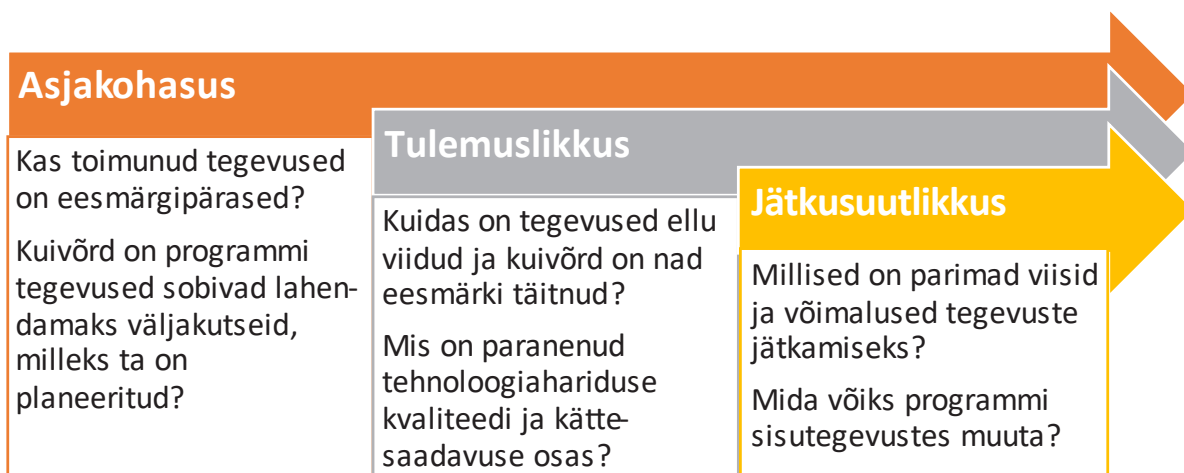 Asjakohasus
Kas toimunud tegevused
on eesmärgipärased?
Kuivõrd on programmi
tegevused sobivad lahen-
damaks väljakutseid,
milleks ta on
planeeritud?
Tulemuslikkus
Kuidas on tegevused ellu
viidud ja kuivõrd on nad
eesmärki täitnud?
Mis on paranenud
tehnoloogiahariduse
kvaliteedi ja kätte-
saadavuse osas?
Jätkusuutlikkus
Millised on parimad viisid
ja võimalused tegevuste
jätkamiseks?
Mida võiks programmi
sisutegevustes muuta?